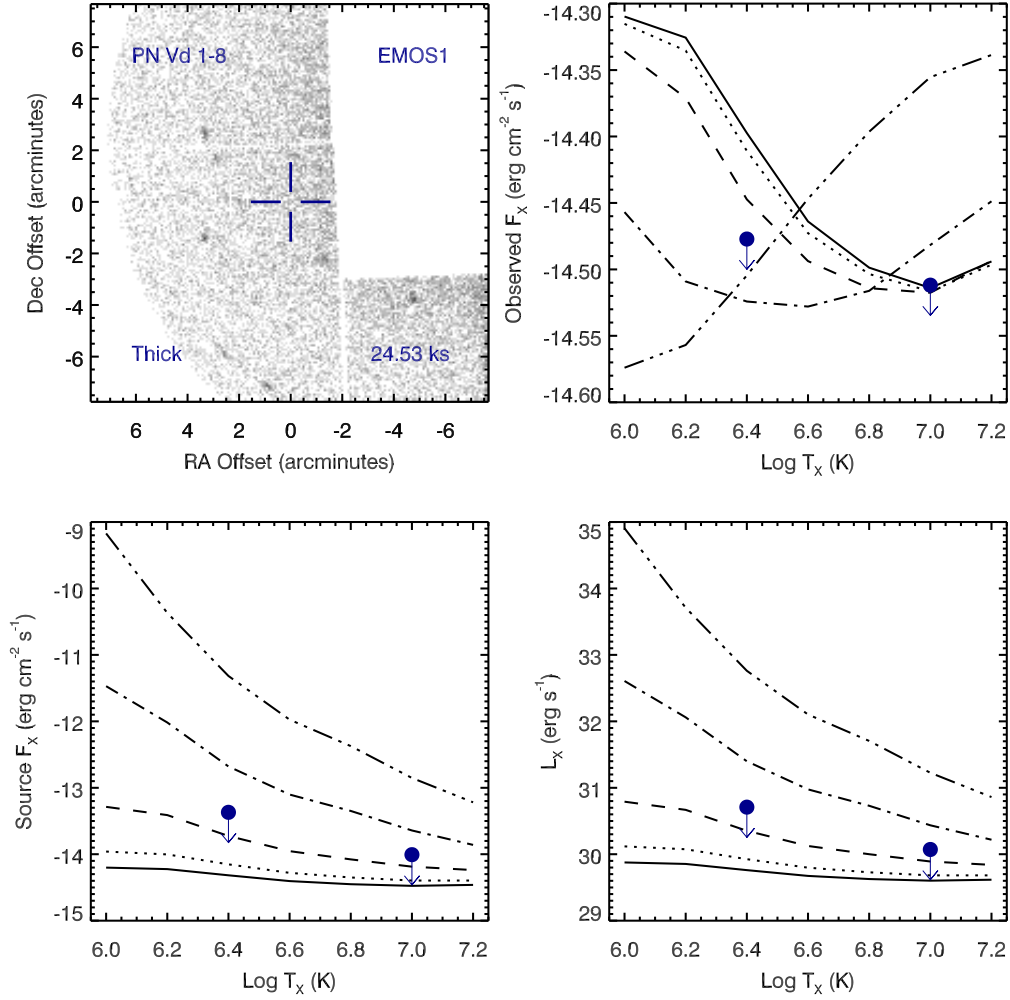 PN Vd 1-8 EMOS1
Thick 24.53 ks
6
4
2
0
-2
-4
-6
Dec Offset (arcminutes)
6 4 2 0 -2 -4 -6
RA Offset (arcminutes)
-14.30
-14.35
-14.40
-14.45
-14.50
-14.55
-14.60
Observed F_X (erg cm^-2 s^-1)
6.0 6.2 6.4 6.6 6.8 7.0 7.2
Log T_X (K)
-9
-10
-11
-12
-13
-14
-15
Source F_X (erg cm^-2 s^-1)
6.0 6.2 6.4 6.6 6.8 7.0 7.2
Log T_X (K)
35
34
33
32
31
30
29
L_X (erg s^-1)
6.0 6.2 6.4 6.6 6.8 7.0 7.2
Log T_X (K)